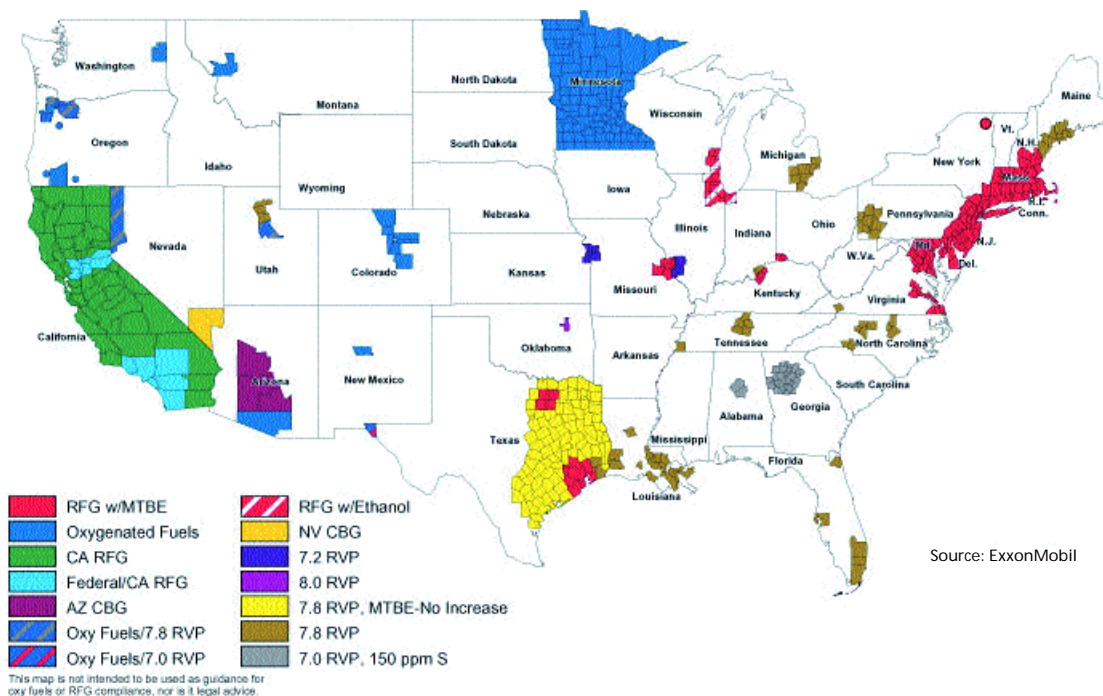 Washington
Montana
North Dakota
Minnesota
Maine
Oregon
Idaho
South Dakota
Wisconsin
Michigan
Vt.
N.H.
New York
Mass.
R.I.
Conn.
Wyoming
Iowa
Nebraska
Nevada
Utah
Colorado
Kansas
Illinois
Indiana
Ohio
Pennsylvania
N.J.
Md.
Del.
W.Va.
Missouri
Kentucky
Virginia
California
Arizona
New Mexico
Oklahoma
Arkansas
Tennessee
North Carolina
South Carolina
Texas
Mississippi
Alabama
Georgia
Louisiana
Florida
Source: ExxonMobil
RFG w/MTBE
Oxygenated Fuels
CA RFG
Federal/CA RFG
AZ CBG
Oxy Fuels/7.8 RVP
Oxy Fuels/7.0 RVP
RFG w/Ethanol
NV CBG
7.2 RVP
8.0 RVP
7.8 RVP, MTBE-No Increase
7.8 RVP
7.0 RVP, 150 ppm S
This map is not intended to be used as guidance for
oxy fuels or RFG compliance, nor is it legal advice.